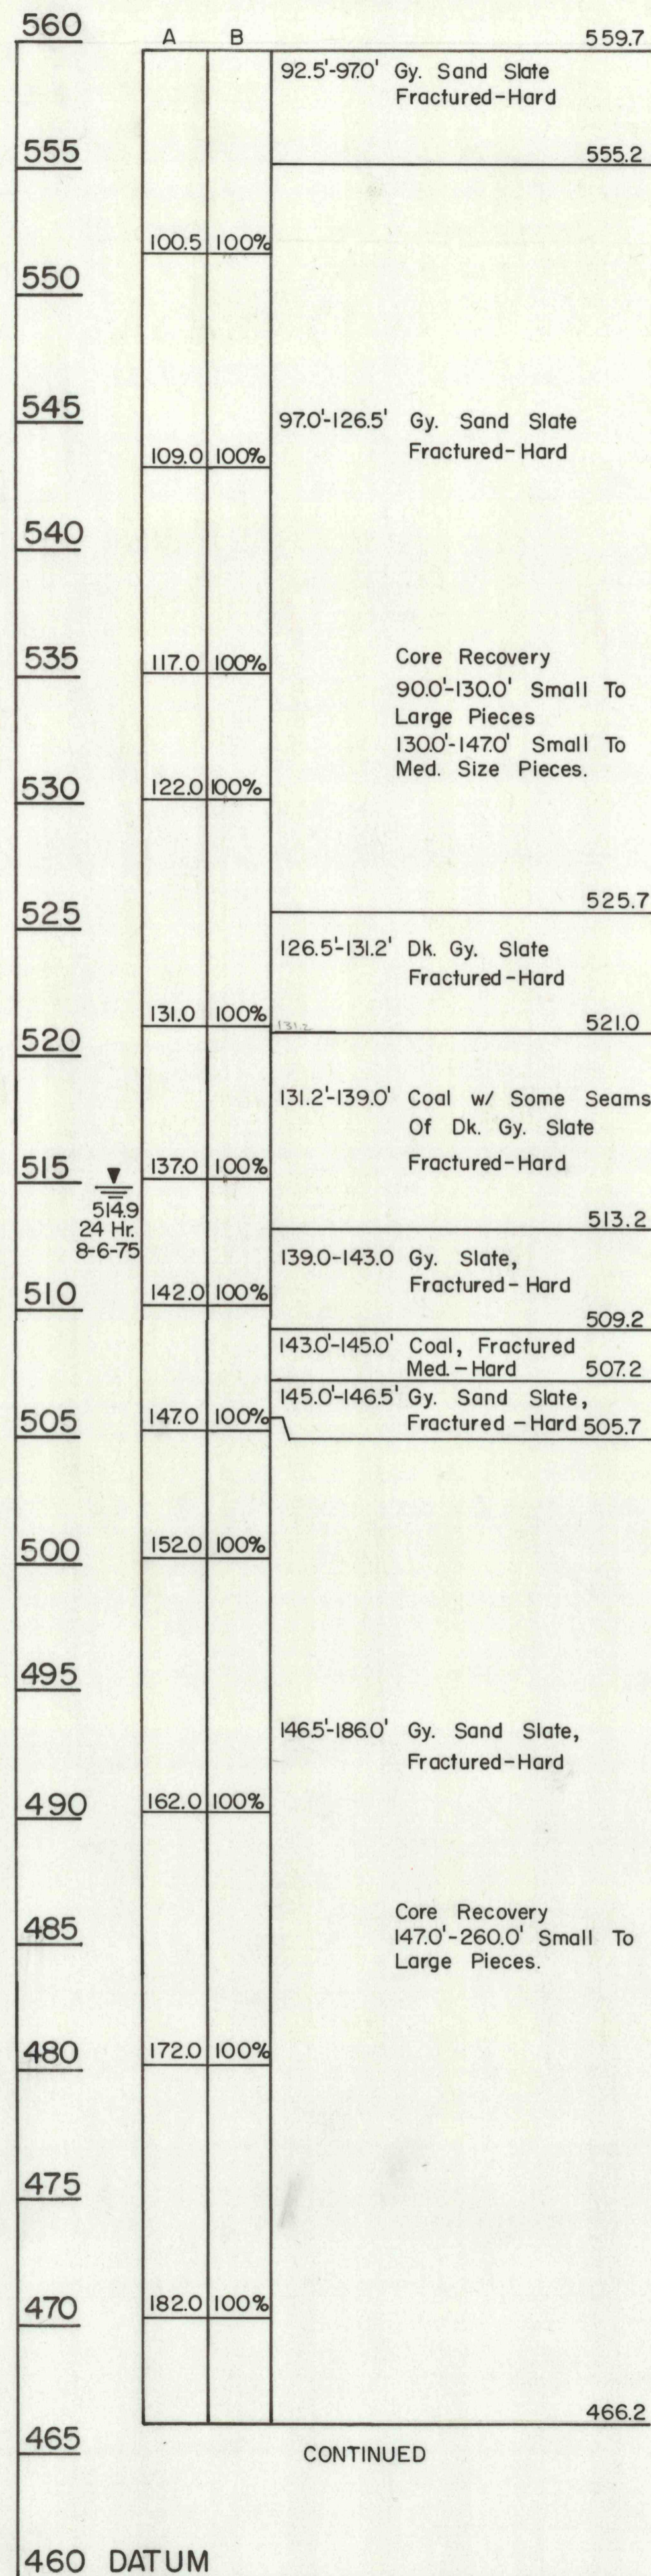 560
A B 559.7
92.5'-97.0' Gy. Sand Slate
Fractured-Hard
555
555.2
100.5 100%
550
545
97.0'-126.5' Gy. Sand Slate
Fractured-Hard
109.0 100%
540
535
117.0 100%
Core Recovery
90.0'-130.0' Small To
Large Pieces
130.0'-147.0' Small To
Med. Size Pieces.
530
122.0 100%
525.7
525
126.5'-131.2' Dk. Gy. Slate
Fractured-Hard
131.0 100%
131.2
521.0
520
131.2'-139.0' Coal w/ Some Seams
Of Dk. Gy. Slate
Fractured-Hard
515
137.0 100%
514.9
24 Hr.
8-6-75
513.2
139.0-143.0 Gy. Slate,
Fractured-Hard
510
142.0 100%
509.2
143.0'-145.0' Coal, Fractured
Med.-Hard 507.2
145.0'-146.5' Gy. Sand Slate,
Fractured-Hard 505.7
505
147.0 100%
500
152.0 100%
495
146.5'-186.0' Gy. Sand Slate,
Fractured-Hard
490
162.0 100%
Core Recovery
147.0'-260.0' Small To
Large Pieces.
485
480
172.0 100%
475
470
182.0 100%
466.2
465
CONTINUED
460 DATUM